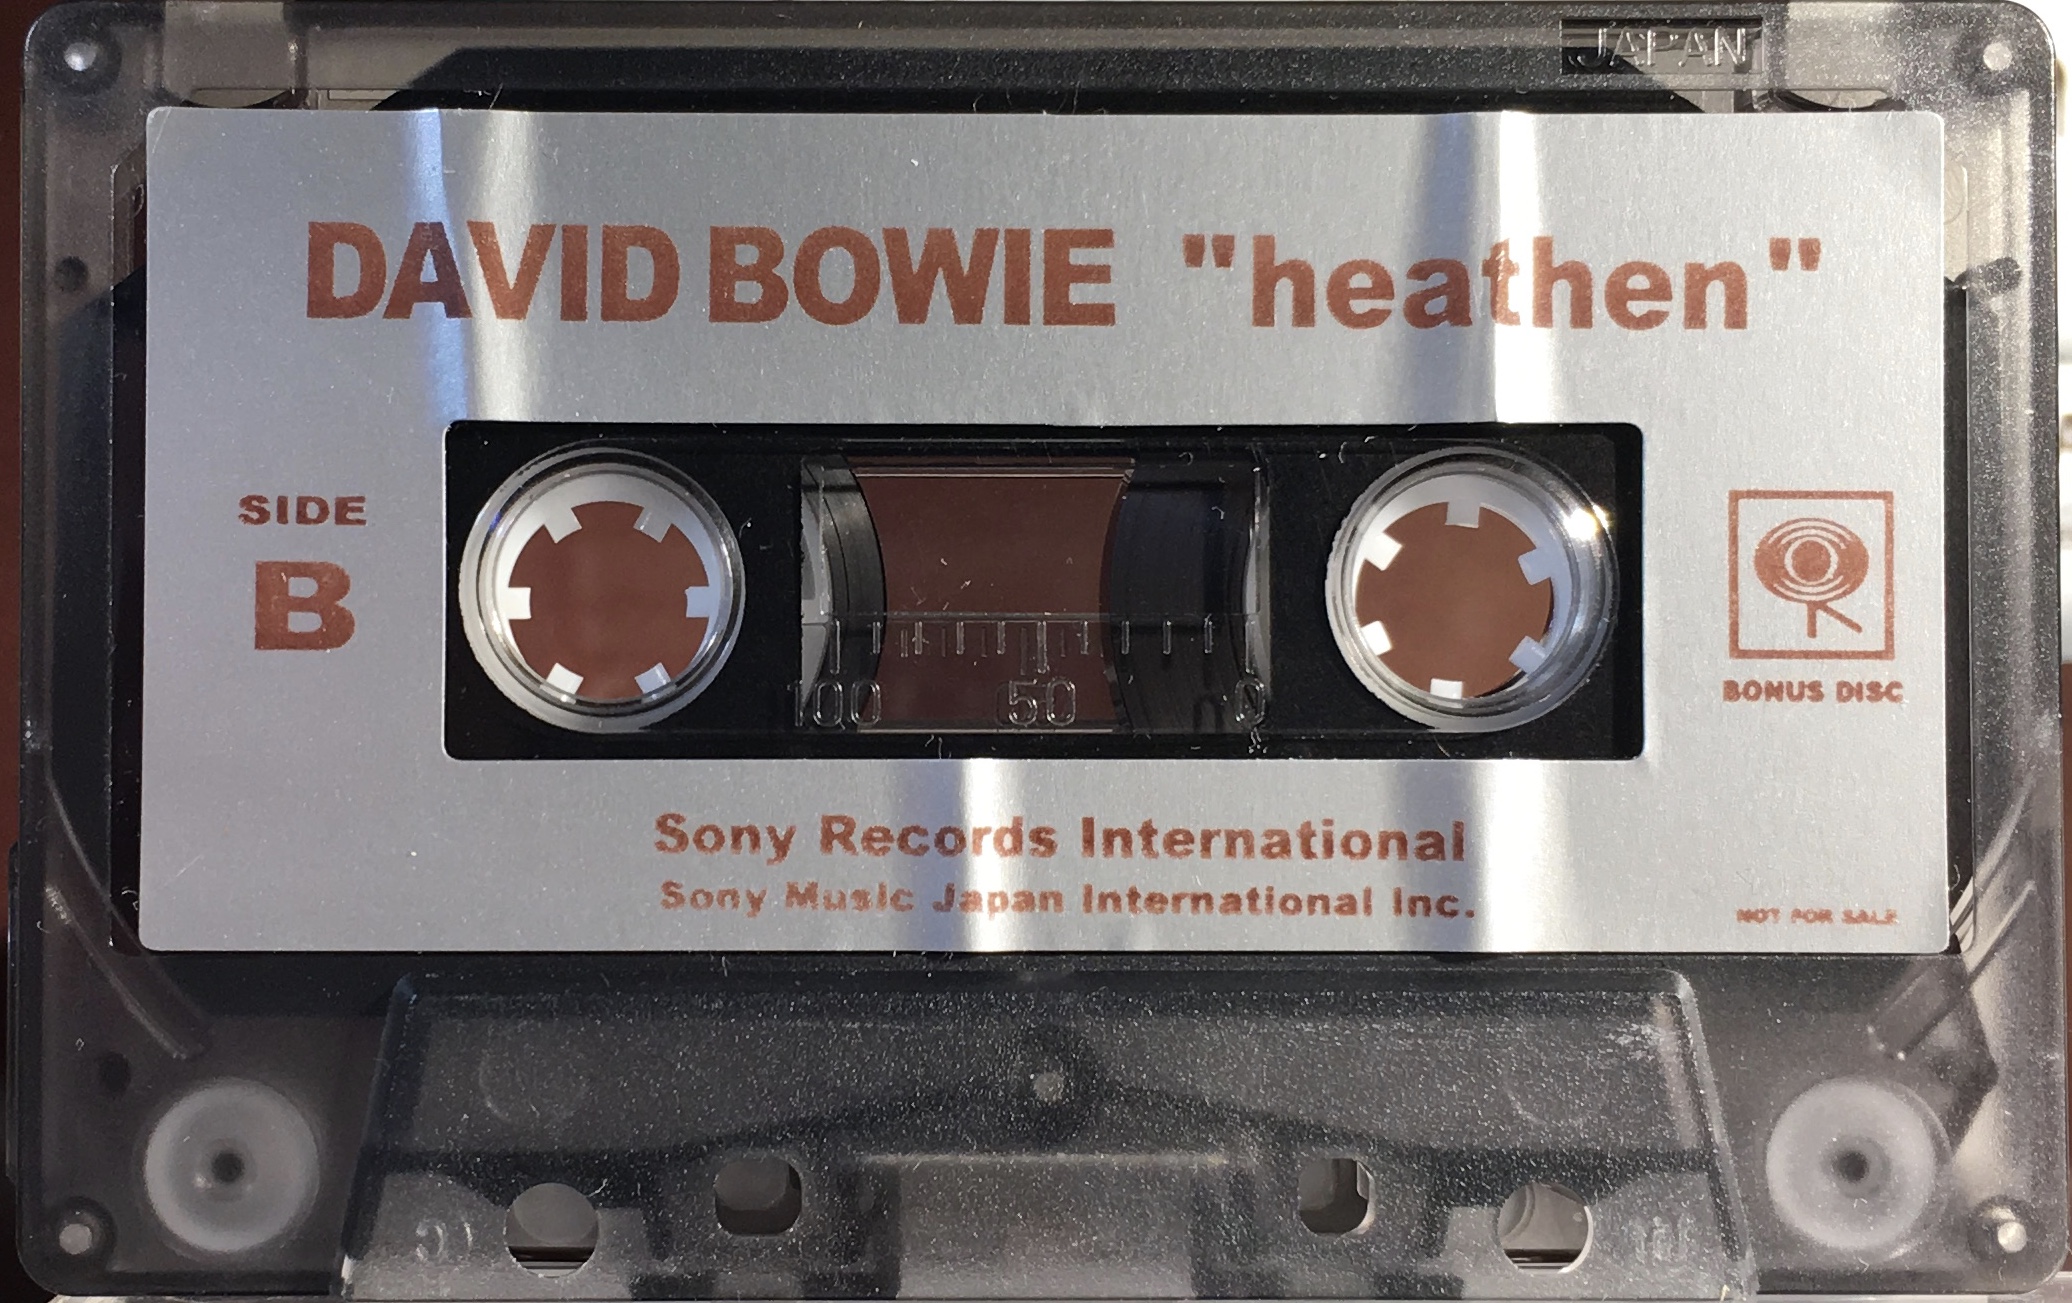 JAPAN
DAVID BOWIE "heathen"
SIDE
B
BONUS DISC
100 50 0
Sony Records International
Sony Music Japan International Inc.
NOT FOR SALE